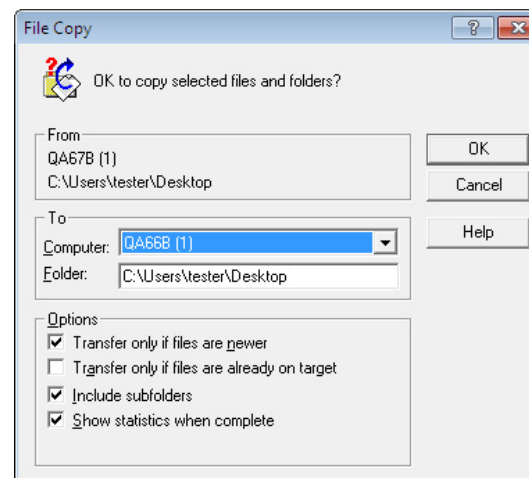 File Copy
OK to copy selected files and folders?
From
QA67B (1)
C:\Users\tester\Desktop
OK
Cancel
Help
To
Computer: QA66B (1)
Folder: C:\Users\tester\Desktop
Options
Transfer only if files are newer
Transfer only if files are already on target
Include subfolders
Show statistics when complete